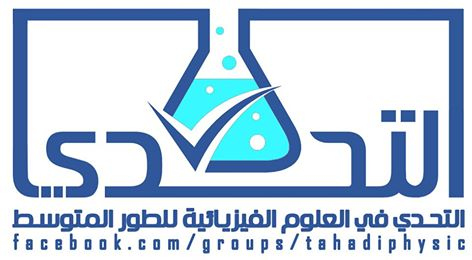 التحدي
التحدي في العلوم الفيزيائية للطور المتوسط
facebook.com/groups/tahadiphysic